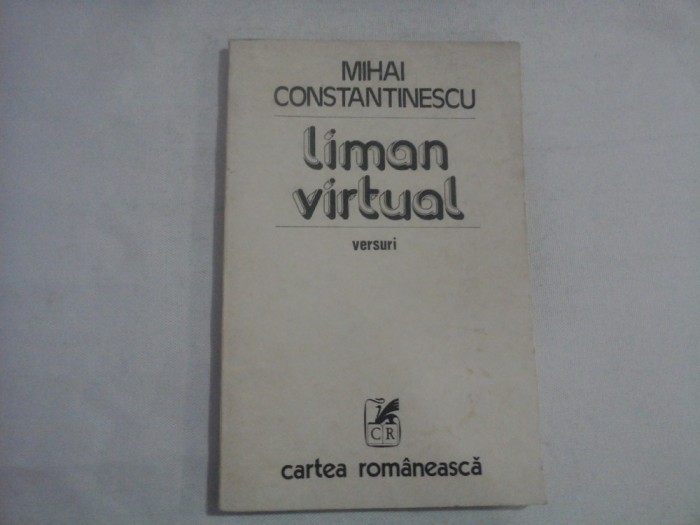 MIHAI
CONSTANTINESCU
liman
virtual
versuri
CR
cartea românească